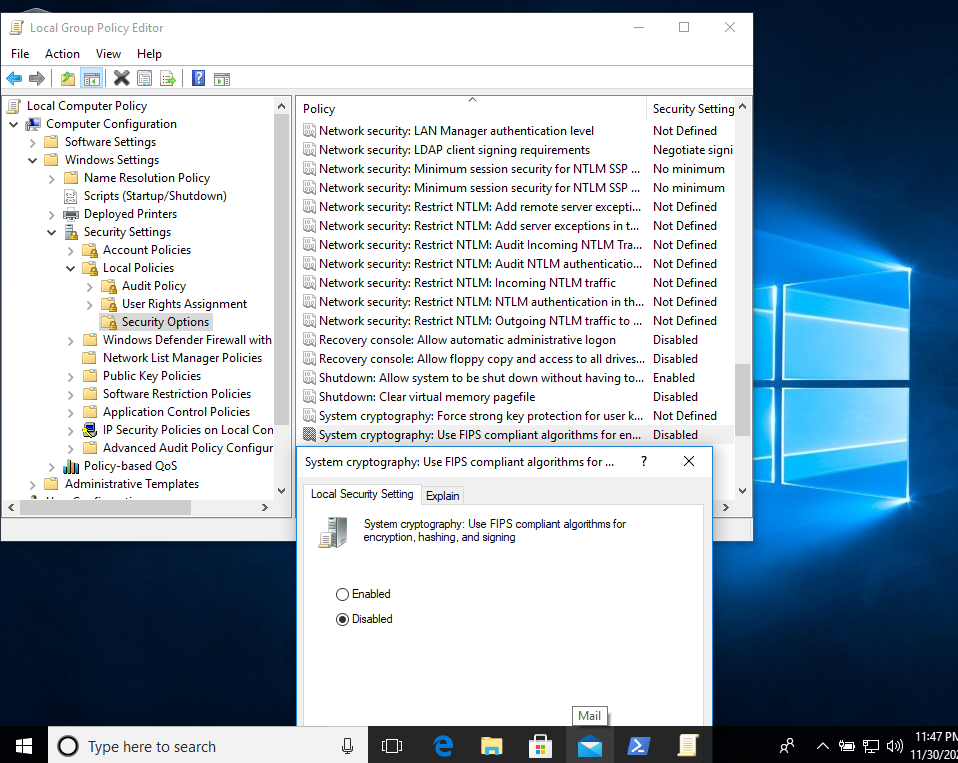 Local Group Policy Editor
File Action View Help
Local Computer Policy
Computer Configuration
Software Settings
Windows Settings
Name Resolution Policy
Scripts (Startup/Shutdown)
Deployed Printers
Security Settings
Account Policies
Local Policies
Audit Policy
User Rights Assignment
Security Options
Windows Defender Firewall with
Network List Manager Policies
Public Key Policies
Software Restriction Policies
Application Control Policies
IP Security Policies on Local Con
Advanced Audit Policy Configur
Policy-based QoS
Administrative Templates
Policy Security Setting
Network security: LAN Manager authentication level Not Defined
Network security: LDAP client signing requirements Negotiate signi
Network security: Minimum session security for NTLM SSP ... No minimum
Network security: Minimum session security for NTLM SSP ... No minimum
Network security: Restrict NTLM: Add remote server excepti... Not Defined
Network security: Restrict NTLM: Add server exceptions in t... Not Defined
Network security: Restrict NTLM: Audit Incoming NTLM Tra... Not Defined
Network security: Restrict NTLM: Audit NTLM authenticatio... Not Defined
Network security: Restrict NTLM: Incoming NTLM traffic Not Defined
Network security: Restrict NTLM: NTLM authentication in th... Not Defined
Network security: Restrict NTLM: Outgoing NTLM traffic to ... Not Defined
Recovery console: Allow automatic administrative logon Disabled
Recovery console: Allow floppy copy and access to all drives... Disabled
Shutdown: Allow system to be shut down without having to... Enabled
Shutdown: Clear virtual memory pagefile Disabled
System cryptography: Force strong key protection for user k... Not Defined
System cryptography: Use FIPS compliant algorithms for en... Disabled
System cryptography: Use FIPS compliant algorithms for ... ?
Local Security Setting Explain
System cryptography: Use FIPS compliant algorithms for
encryption, hashing, and signing
Enabled
Disabled
Mail
Type here to search
11:47 PM
11/30/202